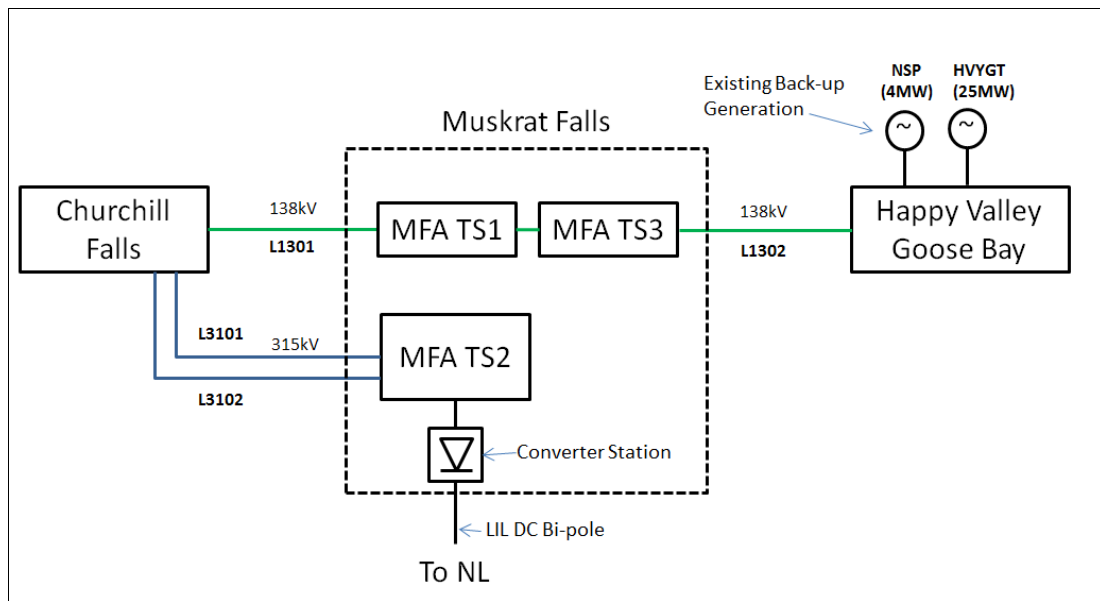 NSP
(4MW)
HVYGT
(25MW)
Existing Back-up
Generation
~
~
Muskrat Falls
Churchill
Falls
138kV
L1301
MFA TS1
MFA TS3
138kV
L1302
Happy Valley
Goose Bay
L3101
315kV
L3102
MFA TS2
Converter Station
LIL DC Bi-pole
To NL